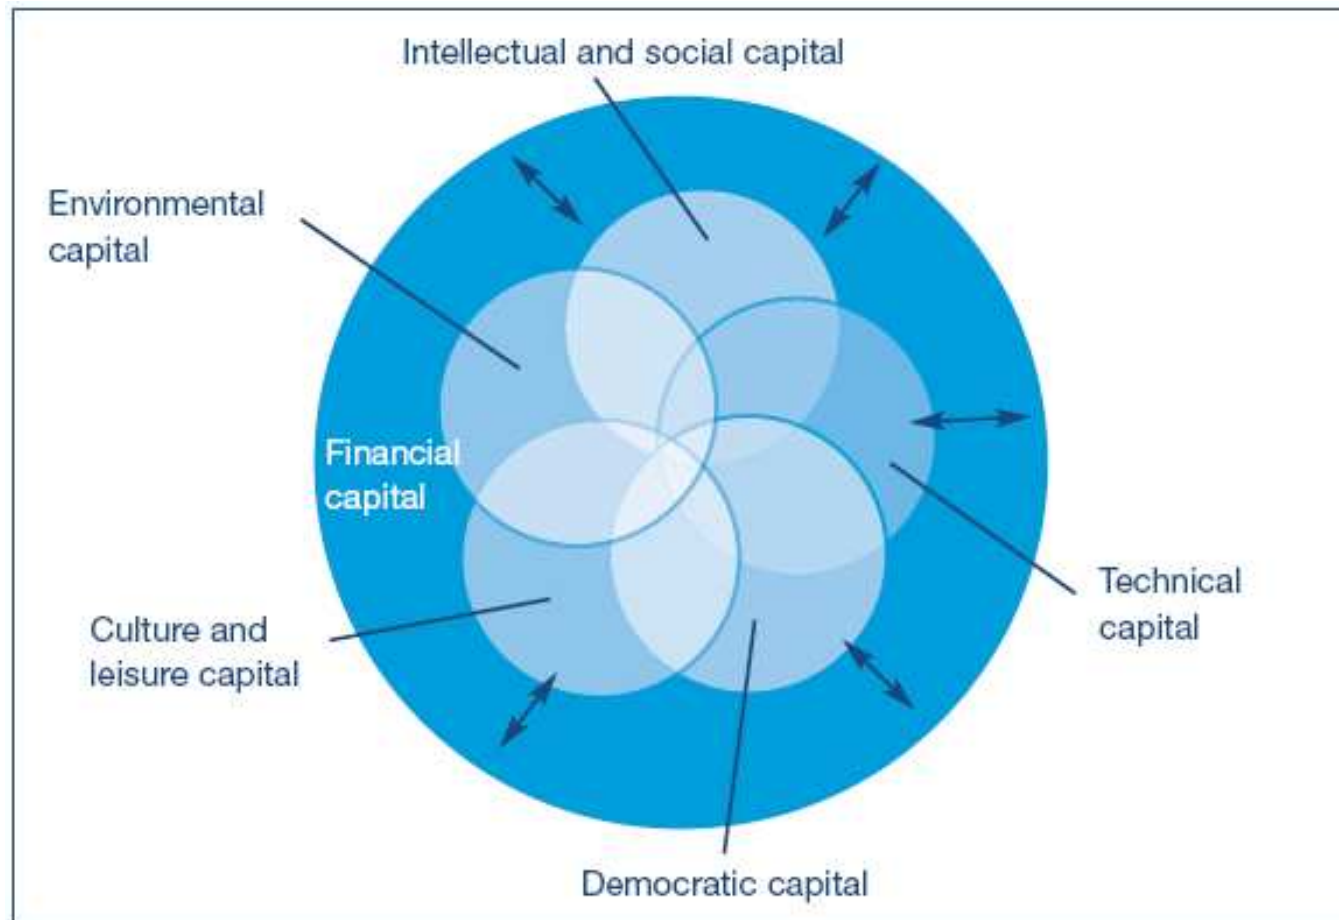 Intellectual and social capital
Environmental
capital
Financial
capital
Technical
capital
Culture and
leisure capital
Democratic capital